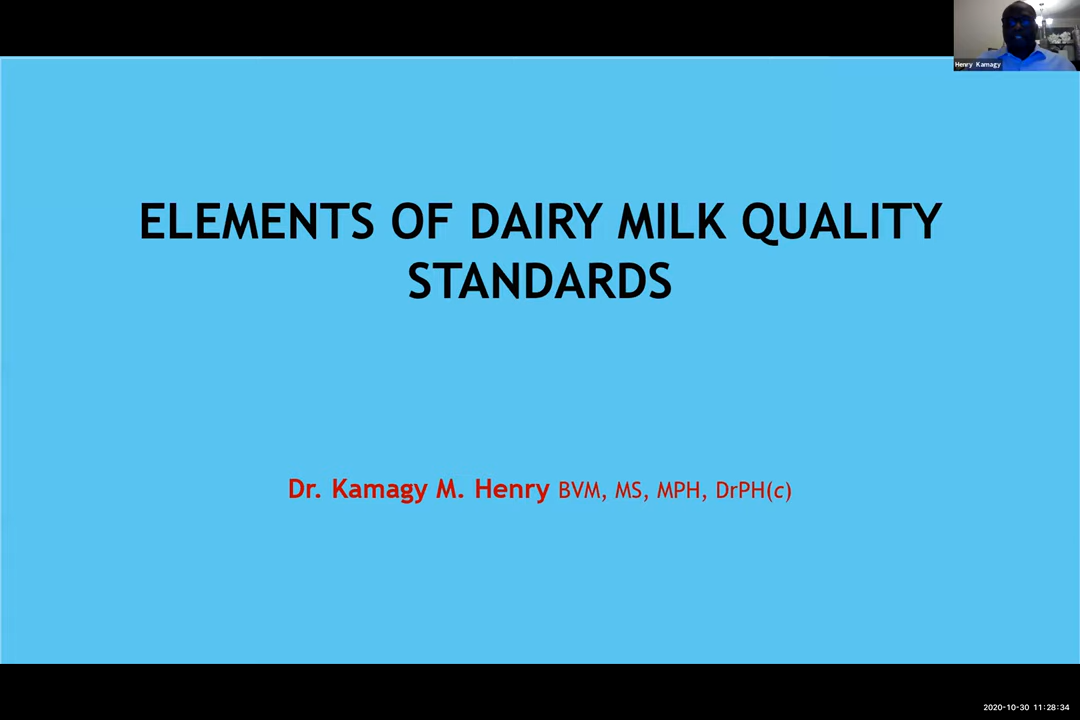 Henry Kamagy
ELEMENTS OF DAIRY MILK QUALITY
STANDARDS
Dr. Kamagy M. Henry BVM, MS, MPH, DrPH(c)
2020-10-30 11:28:34